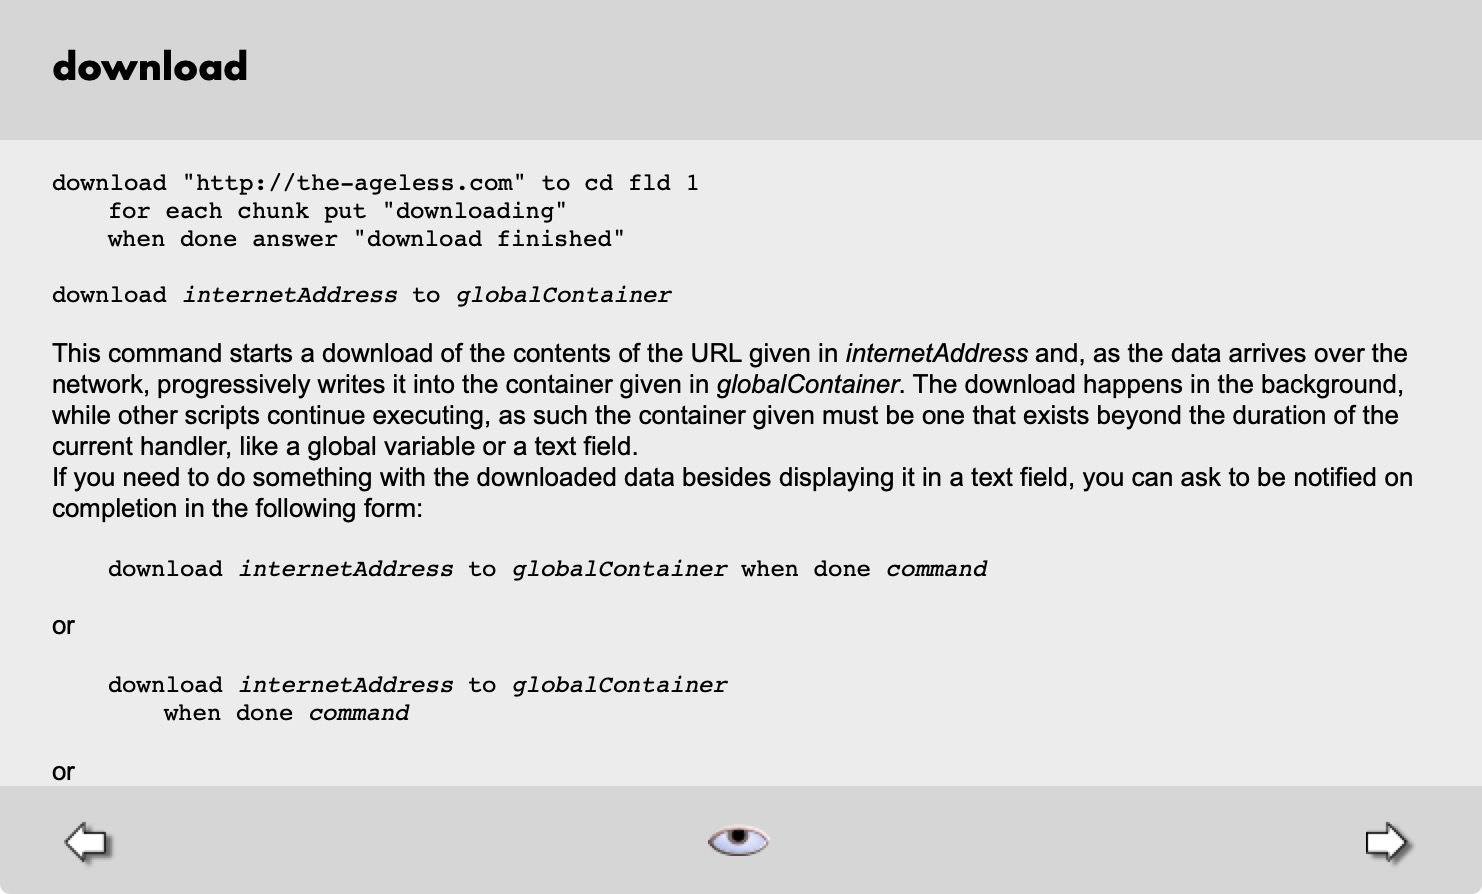 download
download "http://the-ageless.com" to cd fld 1
for each chunk put "downloading"
when done answer "download finished"
download internetAddress to globalContainer
This command starts a download of the contents of the URL given in internetAddress and, as the data arrives over the
network, progressively writes it into the container given in globalContainer. The download happens in the background,
while other scripts continue executing, as such the container given must be one that exists beyond the duration of the
current handler, like a global variable or a text field.
If you need to do something with the downloaded data besides displaying it in a text field, you can ask to be notified on
completion in the following form:
download internetAddress to globalContainer when done command
or
download internetAddress to globalContainer
when done command
or